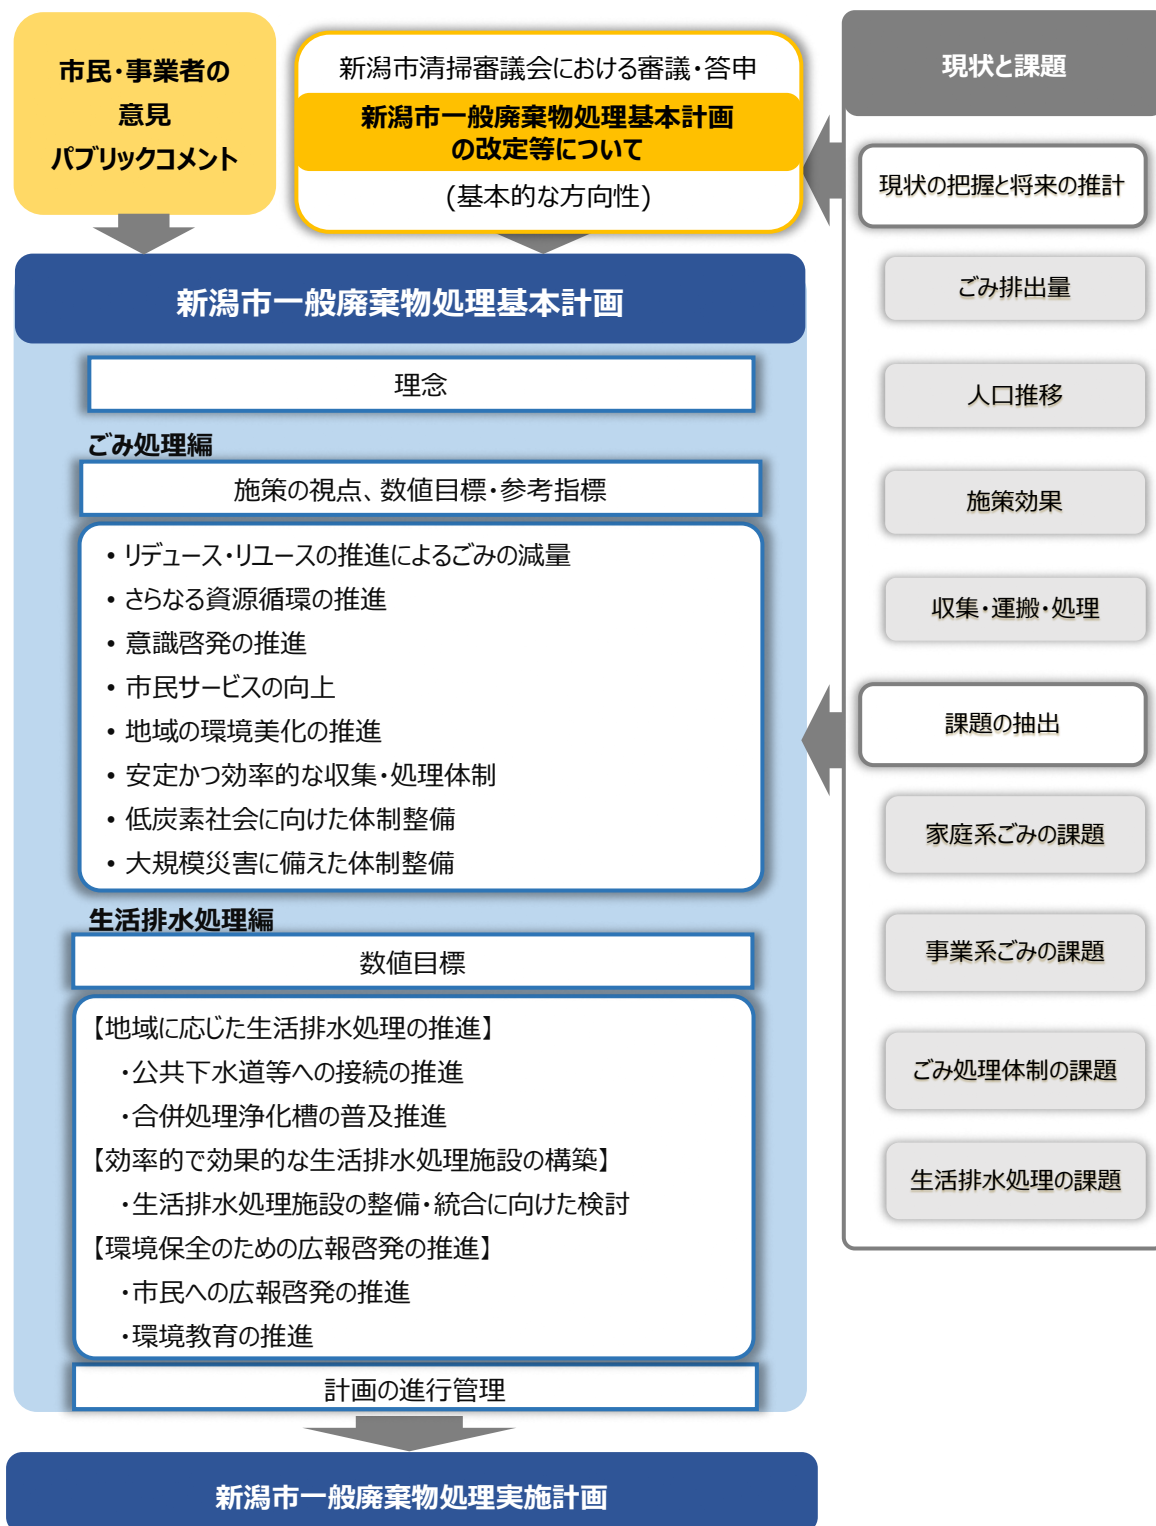 市民・事業者の
意見
パブリックコメント
新潟市清掃審議会における審議・答申
新潟市一般廃棄物処理基本計画
の改定等について
(基本的な方向性)
新潟市一般廃棄物処理基本計画
理念
ごみ処理編
施策の視点、数値目標・参考指標
• リデュース・リユースの推進によるごみの減量
• さらなる資源循環の推進
• 意識啓発の推進
• 市民サービスの向上
• 地域の環境美化の推進
• 安定かつ効率的な収集・処理体制
• 低炭素社会に向けた体制整備
• 大規模災害に備えた体制整備
生活排水処理編
数値目標
【地域に応じた生活排水処理の推進】
・公共下水道等への接続の推進
・合併処理浄化槽の普及推進
【効率的で効果的な生活排水処理施設の構築】
・生活排水処理施設の整備・統合に向けた検討
【環境保全のための広報啓発の推進】
・市民への広報啓発の推進
・環境教育の推進
計画の進行管理
新潟市一般廃棄物処理実施計画
現状と課題
現状の把握と将来の推計
ごみ排出量
人口推移
施策効果
収集・運搬・処理
課題の抽出
家庭系ごみの課題
事業系ごみの課題
ごみ処理体制の課題
生活排水処理の課題